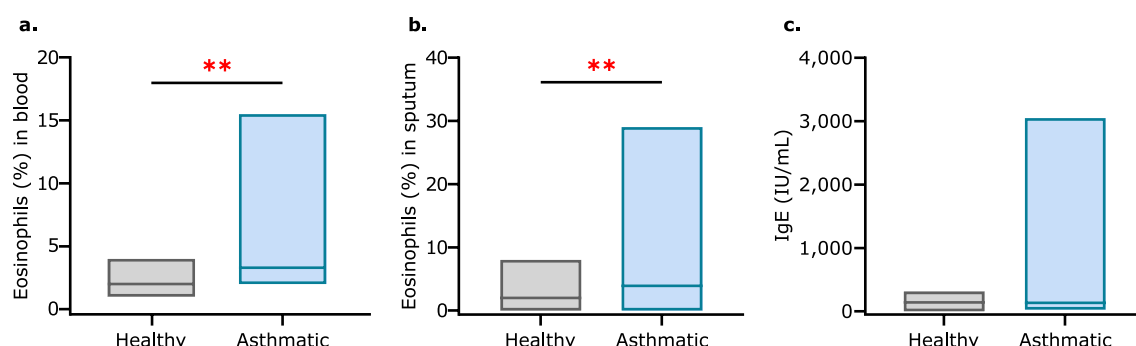 a.
Eosinophils (%) in blood
20
15
10
5
0
**
Healthy
Asthmatic
b.
Eosinophils (%) in sputum
40
30
20
10
0
**
Healthy
Asthmatic
c.
IgE (IU/mL)
4,000
3,000
2,000
1,000
0
Healthy
Asthmatic